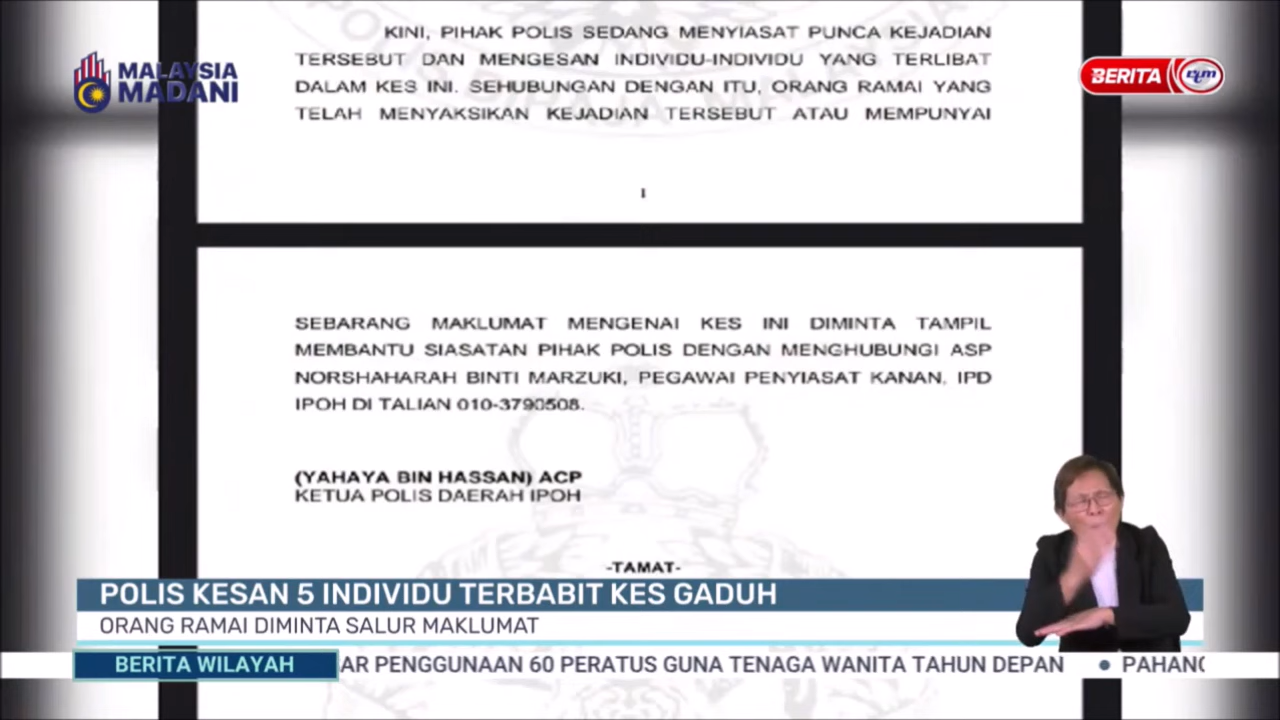 KINI, PIHAK POLIS SEDANG MENYIASAT PUNCA KEJADIAN
TERSEBUT DAN MENGESAN INDIVIDU-INDIVIDU YANG TERLIBAT
DALAM KES INI. SEHUBUNGAN DENGAN ITU, ORANG RAMAI YANG
TELAH MENYAKSIKAN KEJADIAN TERSEBUT ATAU MEMPUNYAI
1
MALAYSIA
MADANI
BERITA rtm
SEBARANG MAKLUMAT MENGENAI KES INI DIMINTA TAMPIL
MEMBANTU SIASATAN PIHAK POLIS DENGAN MENGHUBUNGI ASP
NORSHAHARAH BINTI MARZUKI, PEGAWAI PENYIASAT KANAN, IPD
IPOH DI TALIAN 010-3790508.
(YAHAYA BIN HASSAN) ACP
KETUA POLIS DAERAH IPOH
-TAMAT-
POLIS KESAN 5 INDIVIDU TERBABIT KES GADUH
ORANG RAMAI DIMINTA SALUR MAKLUMAT
BERITA WILAYAH
AR PENGGUNAAN 60 PERATUS GUNA TENAGA WANITA TAHUN DEPAN • PAHANG